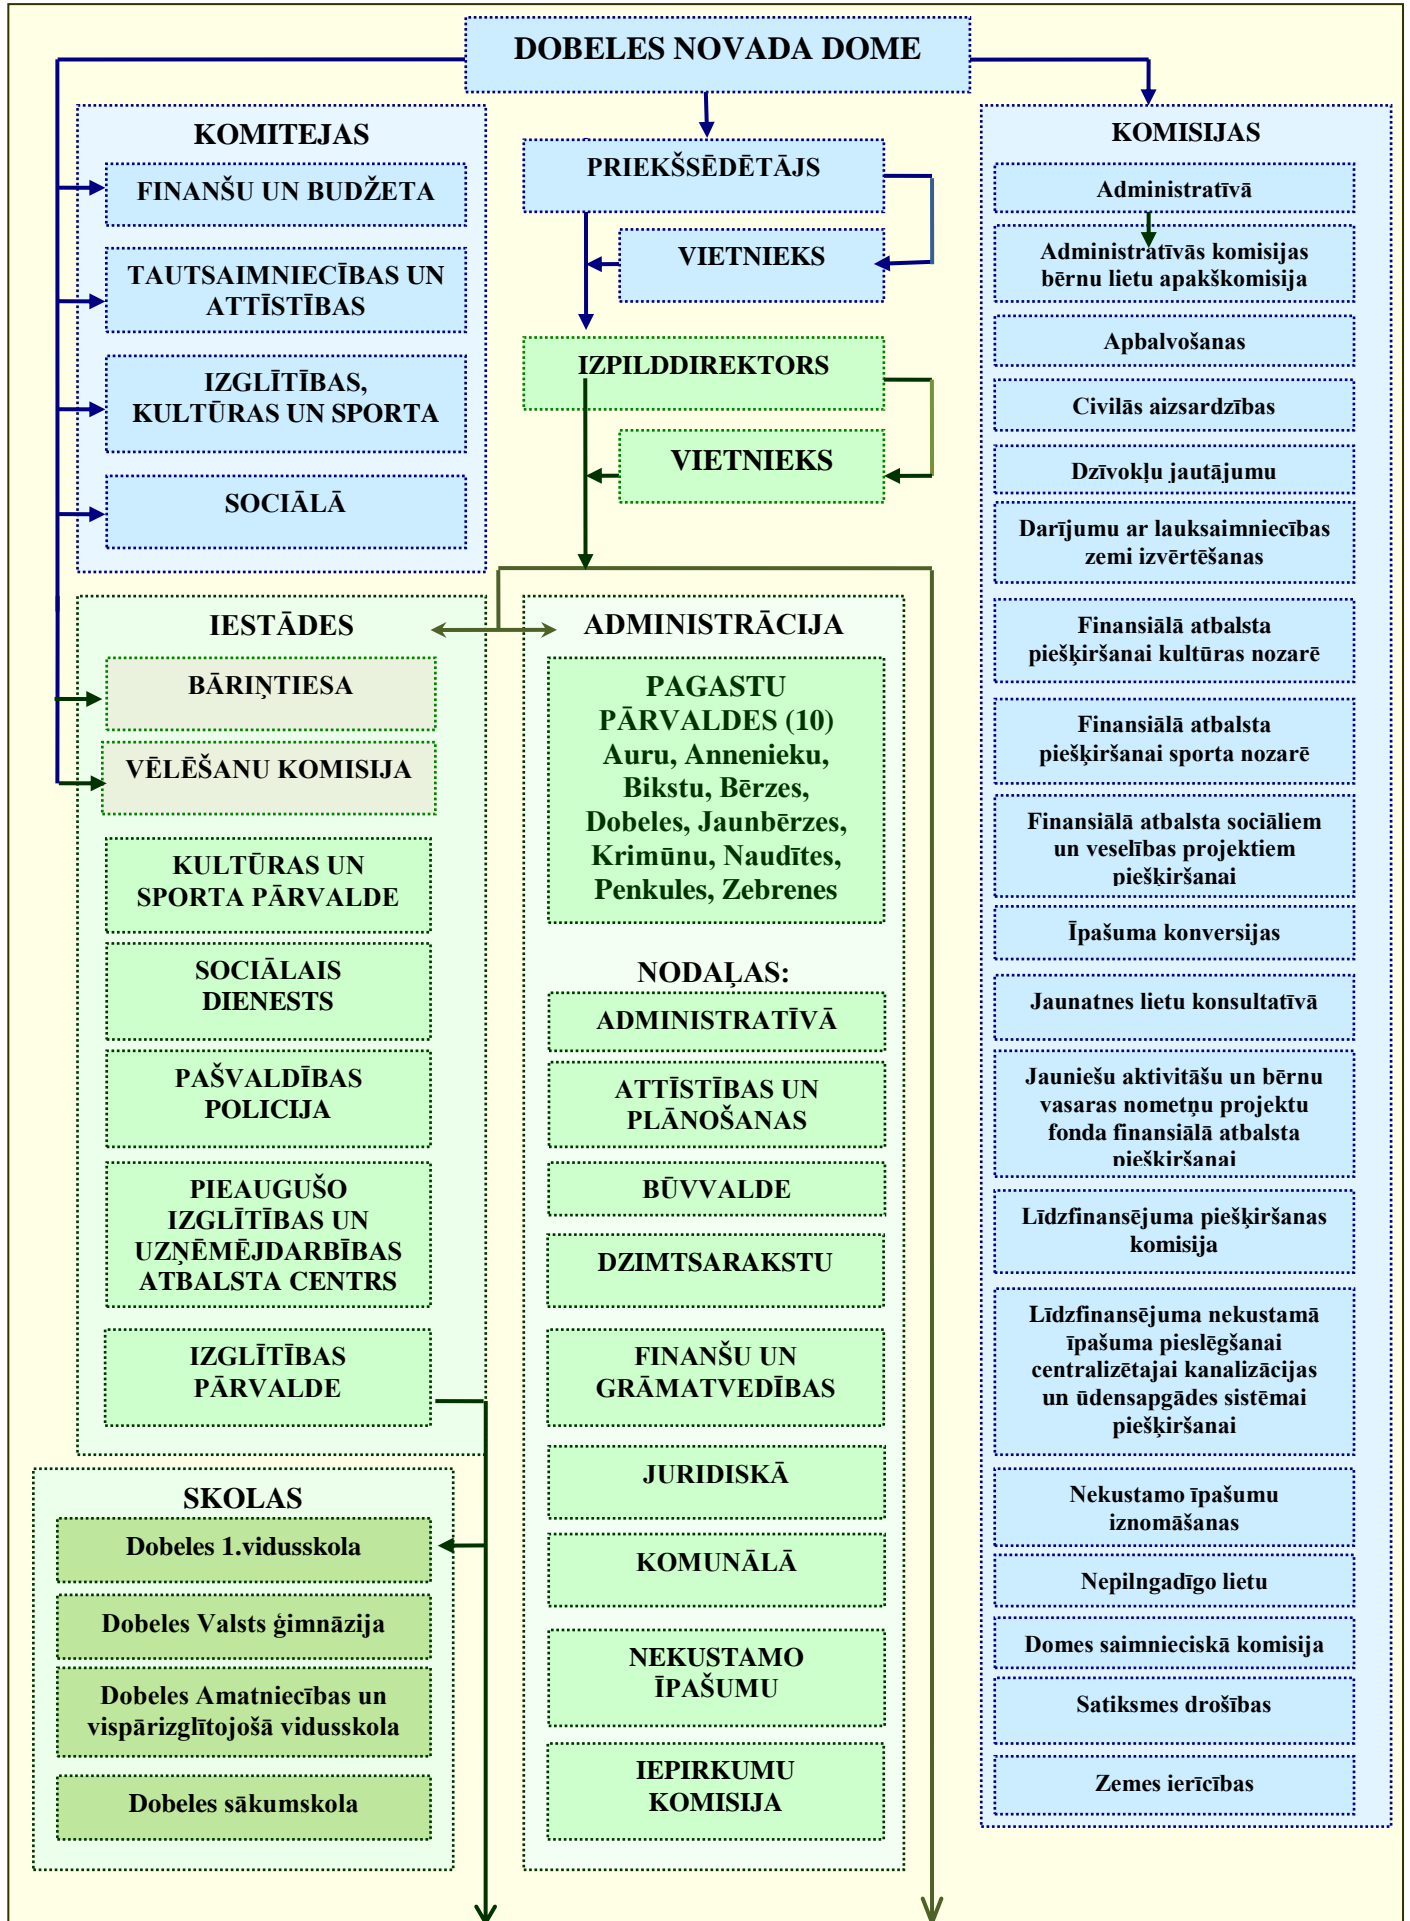 DOBELES NOVADA DOME
KOMITEJAS
FINANŠU UN BUDŽETA
TAUTSAIMNIECĪBAS UN
ATTĪSTĪBAS
IZGLĪTĪBAS,
KULTŪRAS UN SPORTA
SOCIĀLĀ
PRIEKŠSĒDĒTĀJS
VIETNIEKS
IZPILDDIREKTORS
VIETNIEKS
IESTĀDES
BĀRIŅTIESA
VĒLĒŠANU KOMISIJA
KULTŪRAS UN
SPORTA PĀRVALDE
SOCIĀLAIS
DIENESTS
PAŠVALDĪBAS
POLICIJA
PIEAUGUŠO
IZGLĪTĪBAS UN
UZŅĒMĒJDARBĪBAS
ATBALSTA CENTRS
IZGLĪTĪBAS
PĀRVALDE
SKOLAS
Dobeles 1.vidusskola
Dobeles Valsts ģimnāzija
Dobeles Amatniecības un
vispārizglītojošā vidusskola
Dobeles sākumskola
ADMINISTRĀCIJA
PAGASTU
PĀRVALDES (10)
Auru, Annenieku,
Bikstu, Bērzes,
Dobeles, Jaunbērzes,
Krimūnu, Naudītes,
Penkules, Zebrenes
NODAĻAS:
ADMINISTRATĪVĀ
ATTĪSTĪBAS UN
PLĀNOŠANAS
BŪVVALDE
DZIMTSARAKSTU
FINANŠU UN
GRĀMATVEDĪBAS
JURIDISKĀ
KOMUNĀLĀ
NEKUSTAMO
ĪPAŠUMU
IEPIRKUMU
KOMISIJA
KOMISIJAS
Administratīvā
Administratīvās komisijas
bērnu lietu apakškomisija
Apbalvošanas
Civilās aizsardzības
Dzīvokļu jautājumu
Darījumu ar lauksaimniecības
zemi izvērtēšanas
Finansiālā atbalsta
piešķiršanai kultūras nozarē
Finansiālā atbalsta
piešķiršanai sporta nozarē
Finansiālā atbalsta sociāliem
un veselības projektiem
piešķiršanai
Īpašuma konversijas
Jaunatnes lietu konsultatīvā
Jauniešu aktivitāšu un bērnu
vasaras nometņu projektu
fonda finansiālā atbalsta
piešķiršanai
Līdzfinansējuma piešķiršanas
komisija
Līdzfinansējuma nekustamā
īpašuma pieslēgšanai
centralizētajai kanalizācijas
un ūdensapgādes sistēmai
piešķiršanai
Nekustamo īpašumu
iznomāšanas
Nepilngadīgo lietu
Domes saimnieciskā komisija
Satiksmes drošības
Zemes ierīcības